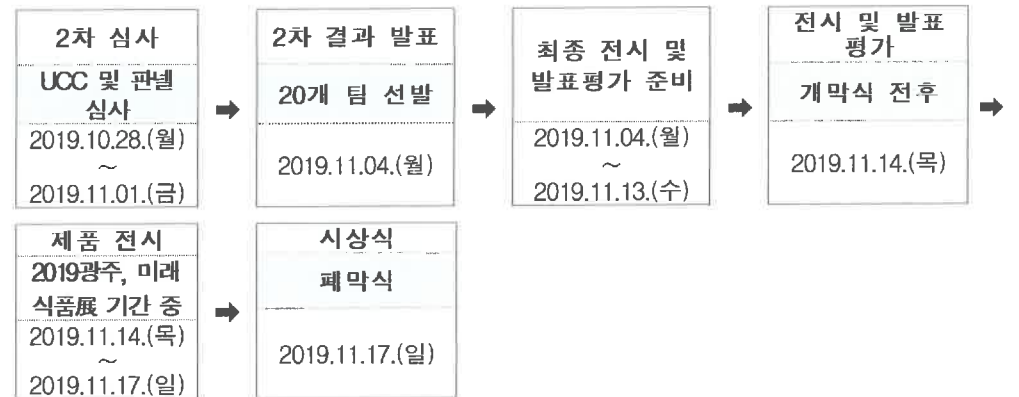 2차 심사
UCC 및 판넬
심사
2019.10.28.(월)
~
2019.11.01.(금)
➡
2차 결과 발표
20개 팀 선발
2019.11.04.(월)
➡
최종 전시 및
발표평가 준비
2019.11.04.(월)
~
2019.11.13.(수)
➡
전시 및 발표
평가
개막식 전후
2019.11.14.(목)
➡
제품 전시
2019광주, 미래
식품展 기간 중
2019.11.14.(목)
~
2019.11.17.(일)
➡
시상식
폐막식
2019.11.17.(일)